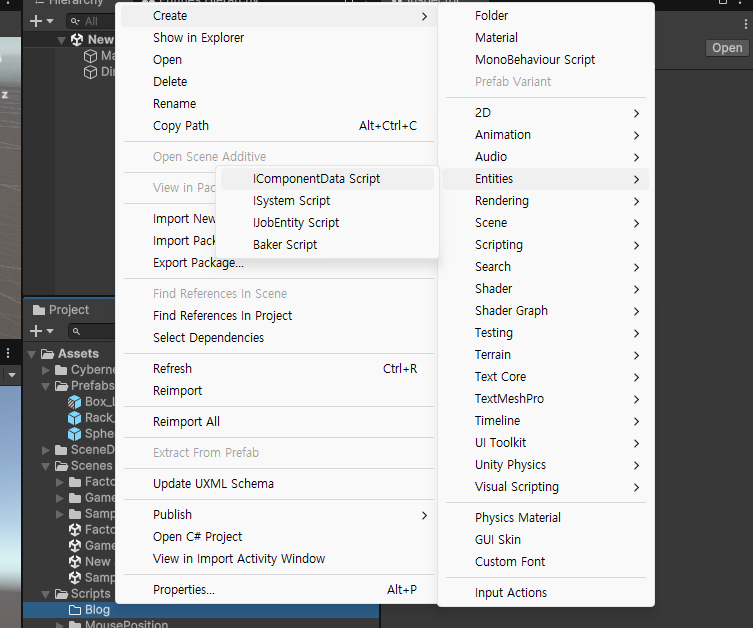 Hierarchy
All
New
Ma
Di
z
Create
Show in Explorer
Open
Delete
Rename
Copy Path Alt+Ctrl+C
Open Scene Additive
View in Pac
Import New
Import Pack
Export Package...
Find References In Scene
Find References In Project
Select Dependencies
Refresh Ctrl+R
Reimport
Reimport All
Extract From Prefab
Update UXML Schema
Publish
Open C# Project
View in Import Activity Window
Properties... Alt+P
IComponentData Script
ISystem Script
IJobEntity Script
Baker Script
Folder
Material
MonoBehaviour Script
Prefab Variant
2D
Animation
Audio
Entities
Rendering
Scene
Scripting
Search
Shader
Shader Graph
Testing
Terrain
Text Core
TextMeshPro
Timeline
UI Toolkit
Unity Physics
Visual Scripting
Physics Material
GUI Skin
Custom Font
Input Actions
Open
Project
Assets
Cyberne
Prefabs
Box_L
Rack_
Sphe
SceneD
Scenes
Facto
Game
Samp
Facto
Game
New
Samp
Scripts
Blog
MousePosition